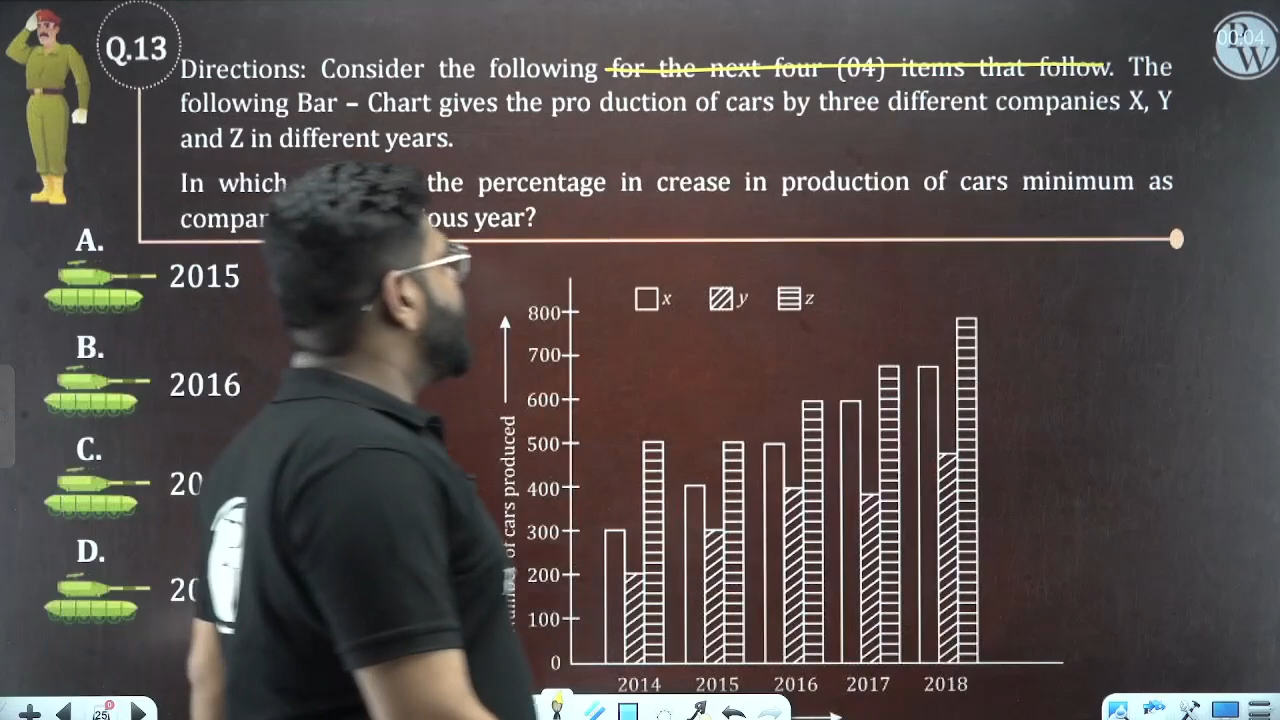 Q.13
00:04
PW
Directions: Consider the following for the next four (04) items that follow. The
following Bar – Chart gives the pro duction of cars by three different companies X, Y
and Z in different years.
In which the percentage in crease in production of cars minimum as
ous year?
A.
2015
B.
2016
C.
20
D.
20
x y z
800
700
600
500
400
300
200
100
0
of cars produced
2014 2015 2016 2017 2018
25